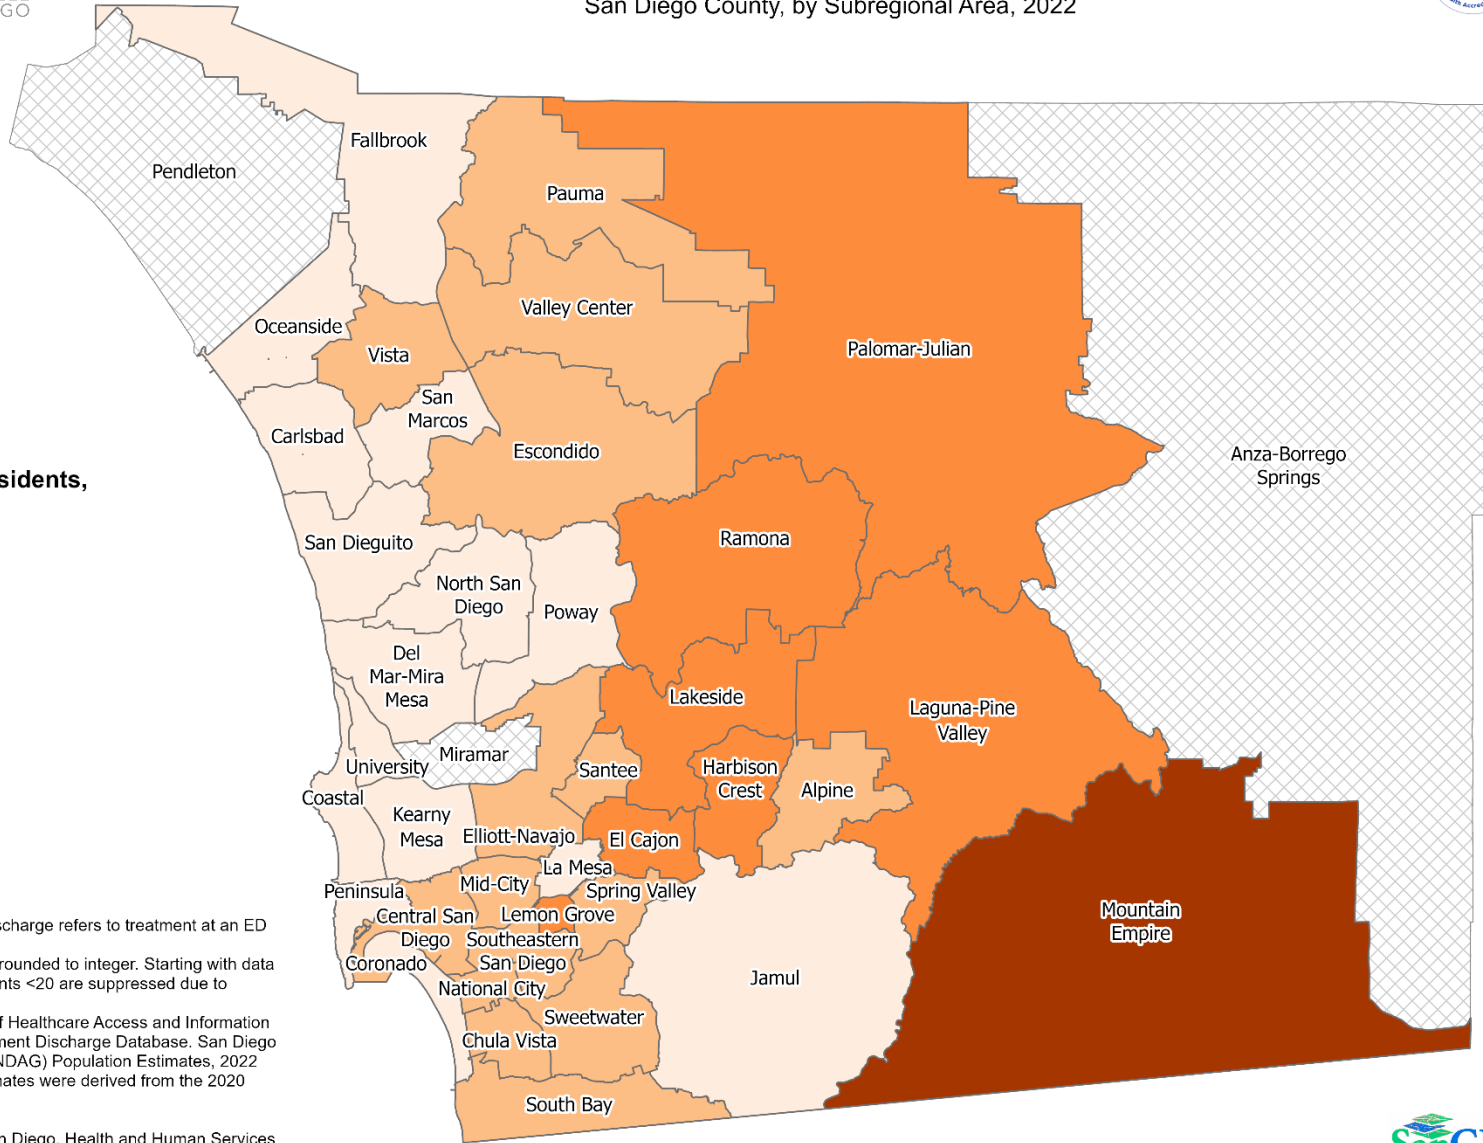 GO
San Diego County, by Subregional Area, 2022
Fallbrook
Pendleton
Pauma
Valley Center
Oceanside
Vista
Palomar-Julian
San
Marcos
Carlsbad
Escondido
Anza-Borrego
Springs
sidents,
San Dieguito
Ramona
North San
Diego
Poway
Del
Mar-Mira
Mesa
Lakeside
Laguna-Pine
Valley
Miramar
University
Santee
Harbison
Crest
Alpine
Coastal
Kearny
Mesa
Elliott-Navajo
El Cajon
La Mesa
Peninsula
Mid-City
Spring Valley
Central San
Diego
Lemon Grove
Southeastern
San Diego
Mountain
Empire
Coronado
National City
Jamul
Sweetwater
Chula Vista
South Bay
charge refers to treatment at an ED
rounded to integer. Starting with data
nts <20 are suppressed due to
f Healthcare Access and Information
ment Discharge Database. San Diego
NDAG) Population Estimates, 2022
mates were derived from the 2020
n Diego, Health and Human Services